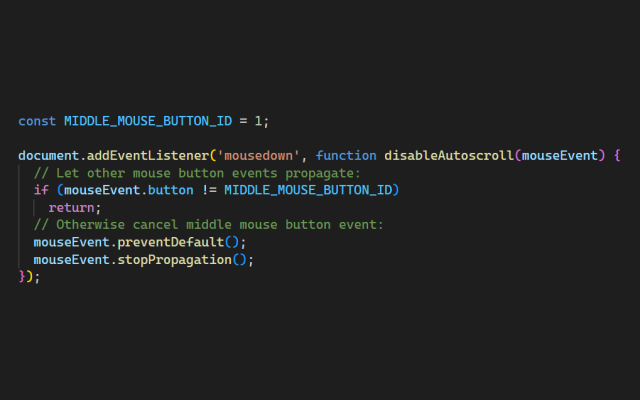 const MIDDLE_MOUSE_BUTTON_ID = 1;
document.addEventListener('mousedown', function disableAutoscroll(mouseEvent) {
// Let other mouse button events propagate:
if (mouseEvent.button != MIDDLE_MOUSE_BUTTON_ID)
return;
// Otherwise cancel middle mouse button event:
mouseEvent.preventDefault();
mouseEvent.stopPropagation();
});